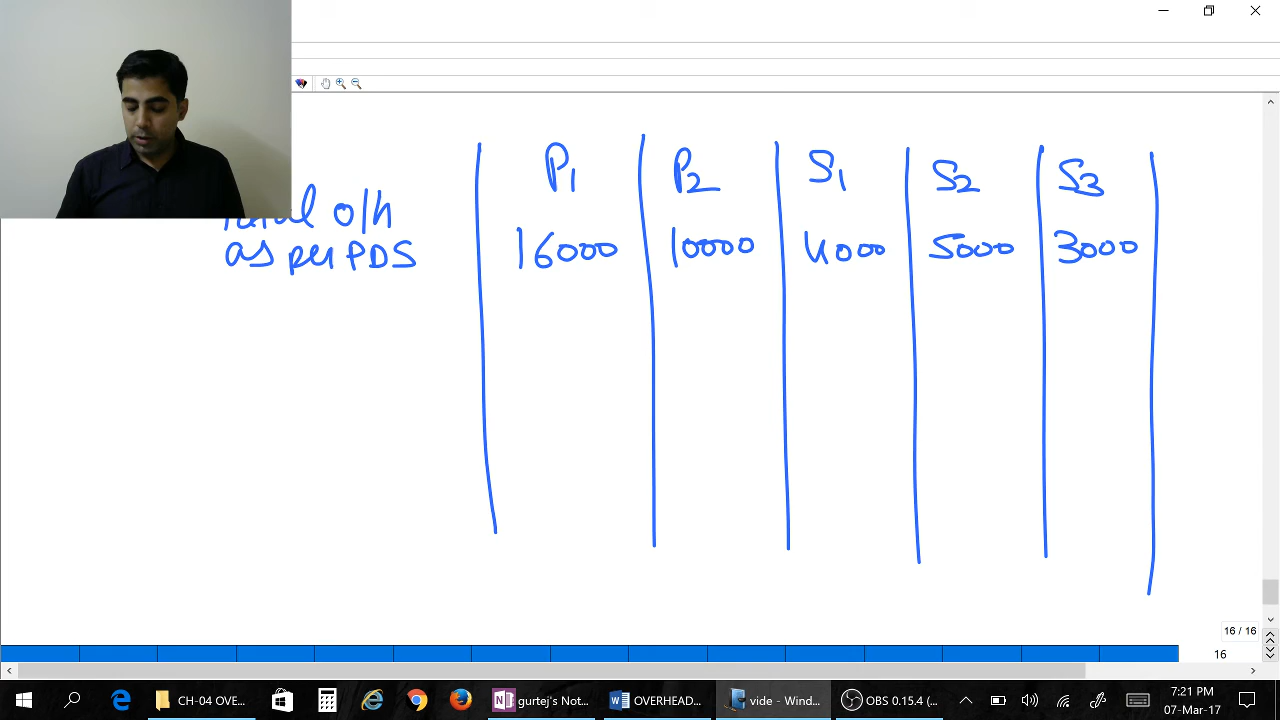 P1 P2 S1 S2 S3
Total o/h
as per PDS 16000 10000 4000 5000 3000
16 / 16
16
CH-04 OVE... gurtej's Not... OVERHEAD... vide - Wind... OBS 0.15.4 (... 7:21 PM
07-Mar-17